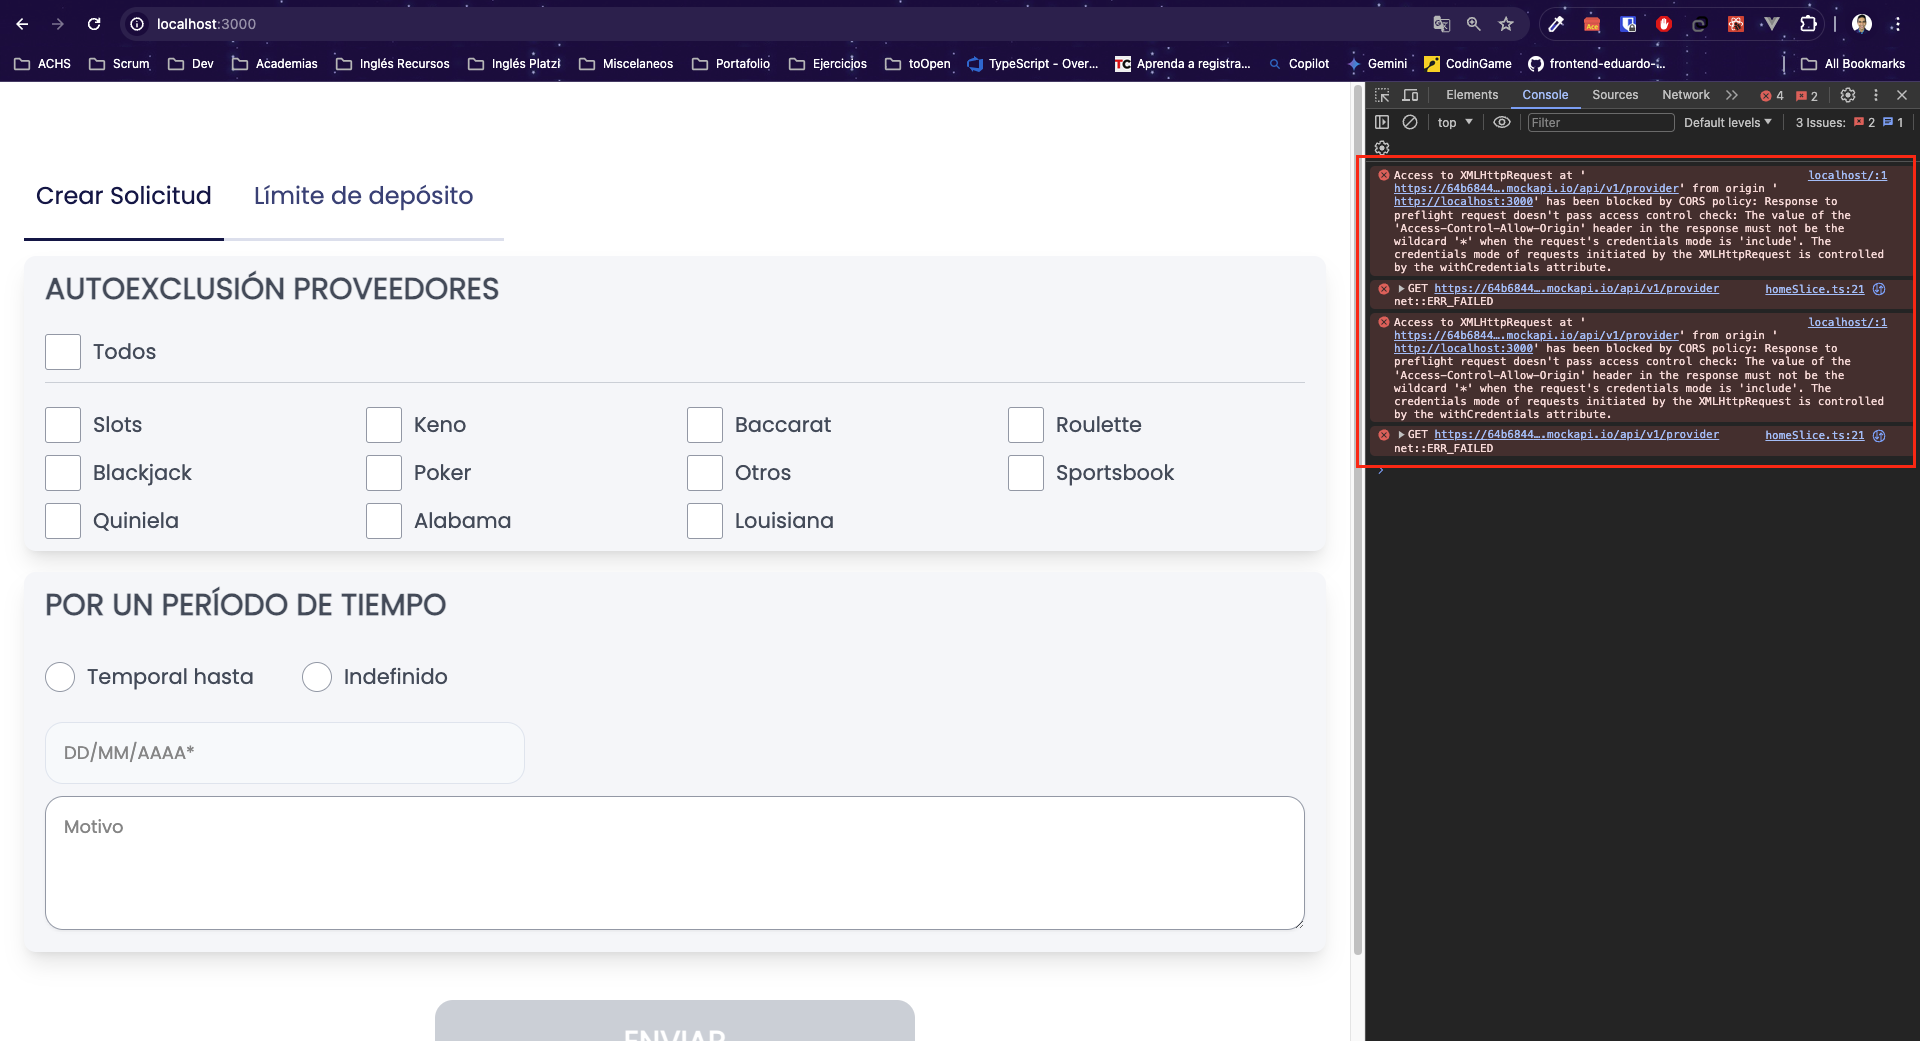 localhost:3000
ACHS
Scrum
Dev
Academias
Inglés Recursos
Inglés Platzi
Miscelaneos
Portafolio
Ejercicios
toOpen
TypeScript - Over...
Aprenda a registra...
Copilot
Gemini
CodinGame
frontend-eduardo-...
All Bookmarks
Crear Solicitud
Límite de depósito
AUTOEXCLUSIÓN PROVEEDORES
Todos
Slots
Keno
Baccarat
Roulette
Blackjack
Poker
Otros
Sportsbook
Quiniela
Alabama
Louisiana
POR UN PERÍODO DE TIEMPO
Temporal hasta
Indefinido
DD/MM/AAAA*
Motivo
ENVIAR
Elements
Console
Sources
Network
4
2
top
Filter
Default levels
3 Issues:
2
1
Access to XMLHttpRequest at '
localhost/:1
https://64b6844….mockapi.io/api/v1/provider' from origin '
http://localhost:3000' has been blocked by CORS policy: Response to
preflight request doesn't pass access control check: The value of the
'Access-Control-Allow-Origin' header in the response must not be the
wildcard '*' when the request's credentials mode is 'include'. The
credentials mode of requests initiated by the XMLHttpRequest is controlled
by the withCredentials attribute.
GET https://64b6844….mockapi.io/api/v1/provider
homeSlice.ts:21
net::ERR_FAILED
Access to XMLHttpRequest at '
localhost/:1
https://64b6844….mockapi.io/api/v1/provider' from origin '
http://localhost:3000' has been blocked by CORS policy: Response to
preflight request doesn't pass access control check: The value of the
'Access-Control-Allow-Origin' header in the response must not be the
wildcard '*' when the request's credentials mode is 'include'. The
credentials mode of requests initiated by the XMLHttpRequest is controlled
by the withCredentials attribute.
GET https://64b6844….mockapi.io/api/v1/provider
homeSlice.ts:21
net::ERR_FAILED